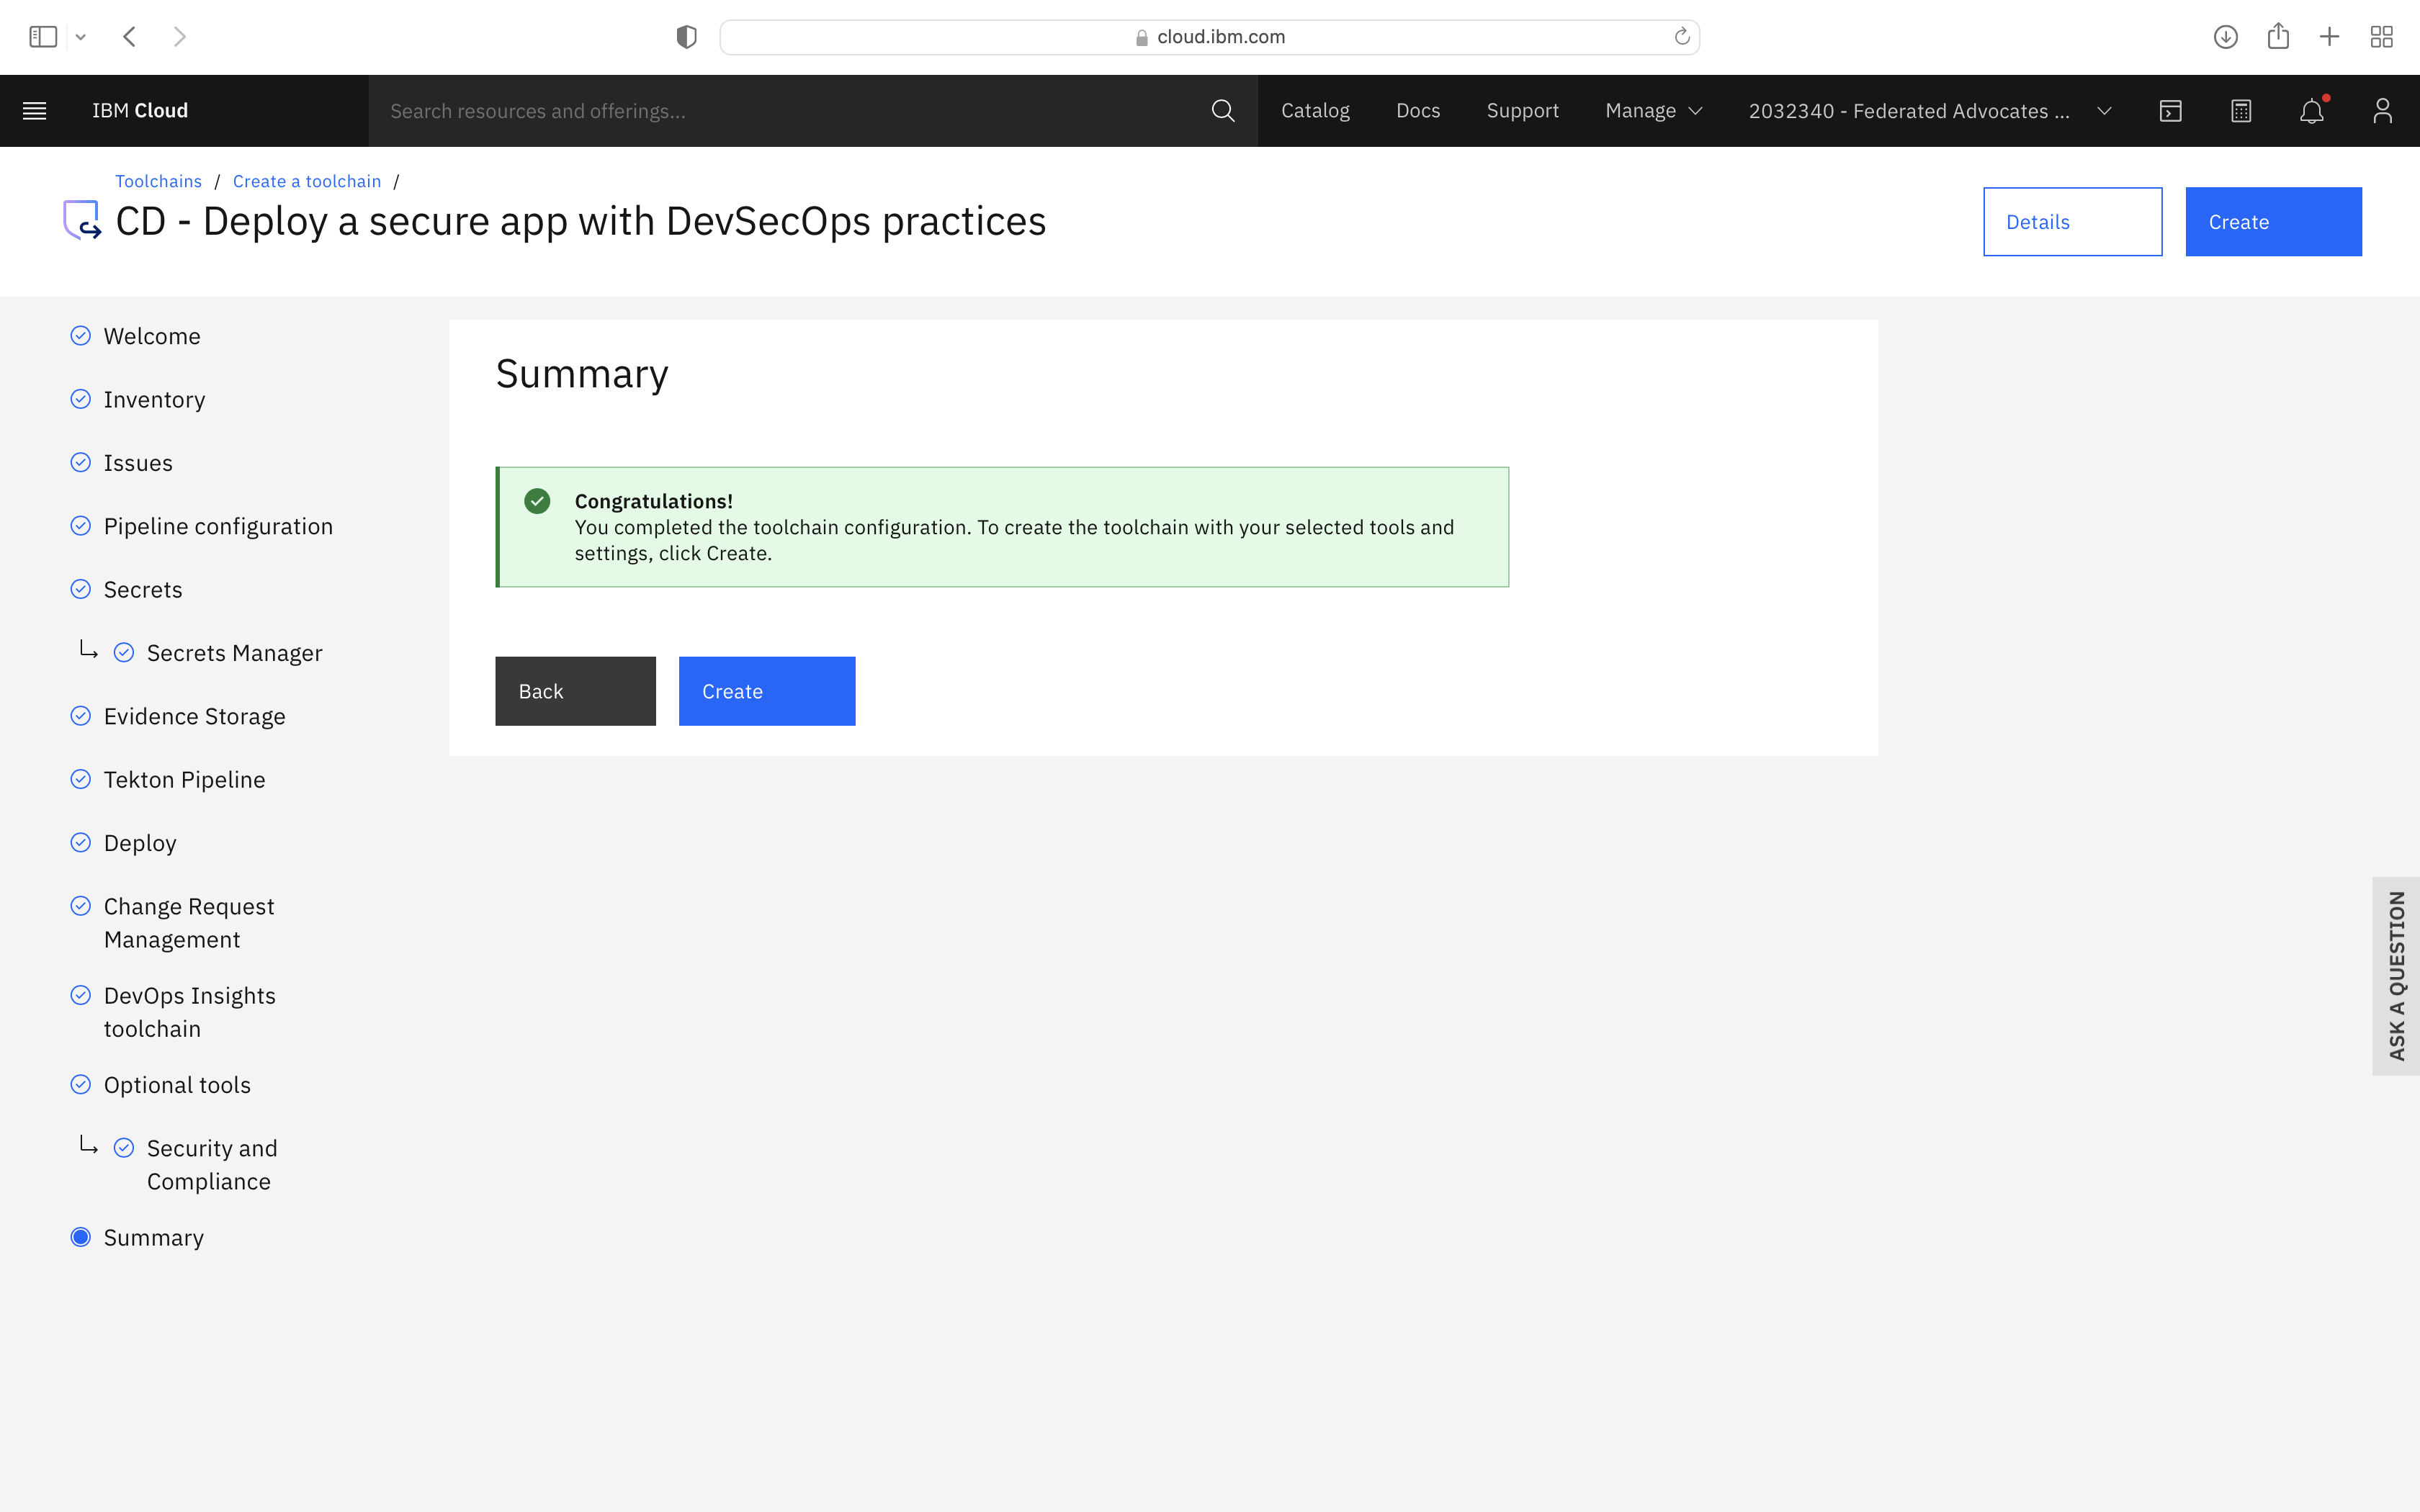 cloud.ibm.com
IBM Cloud
Search resources and offerings...
Catalog
Docs
Support
Manage
2032340 - Federated Advocates ...
Toolchains / Create a toolchain /
CD - Deploy a secure app with DevSecOps practices
Details
Create
Welcome
Inventory
Issues
Pipeline configuration
Secrets
Secrets Manager
Evidence Storage
Tekton Pipeline
Deploy
Change Request
Management
DevOps Insights
toolchain
Optional tools
Security and
Compliance
Summary
Summary
Congratulations!
You completed the toolchain configuration. To create the toolchain with your selected tools and
settings, click Create.
Back
Create
ASK A QUESTION